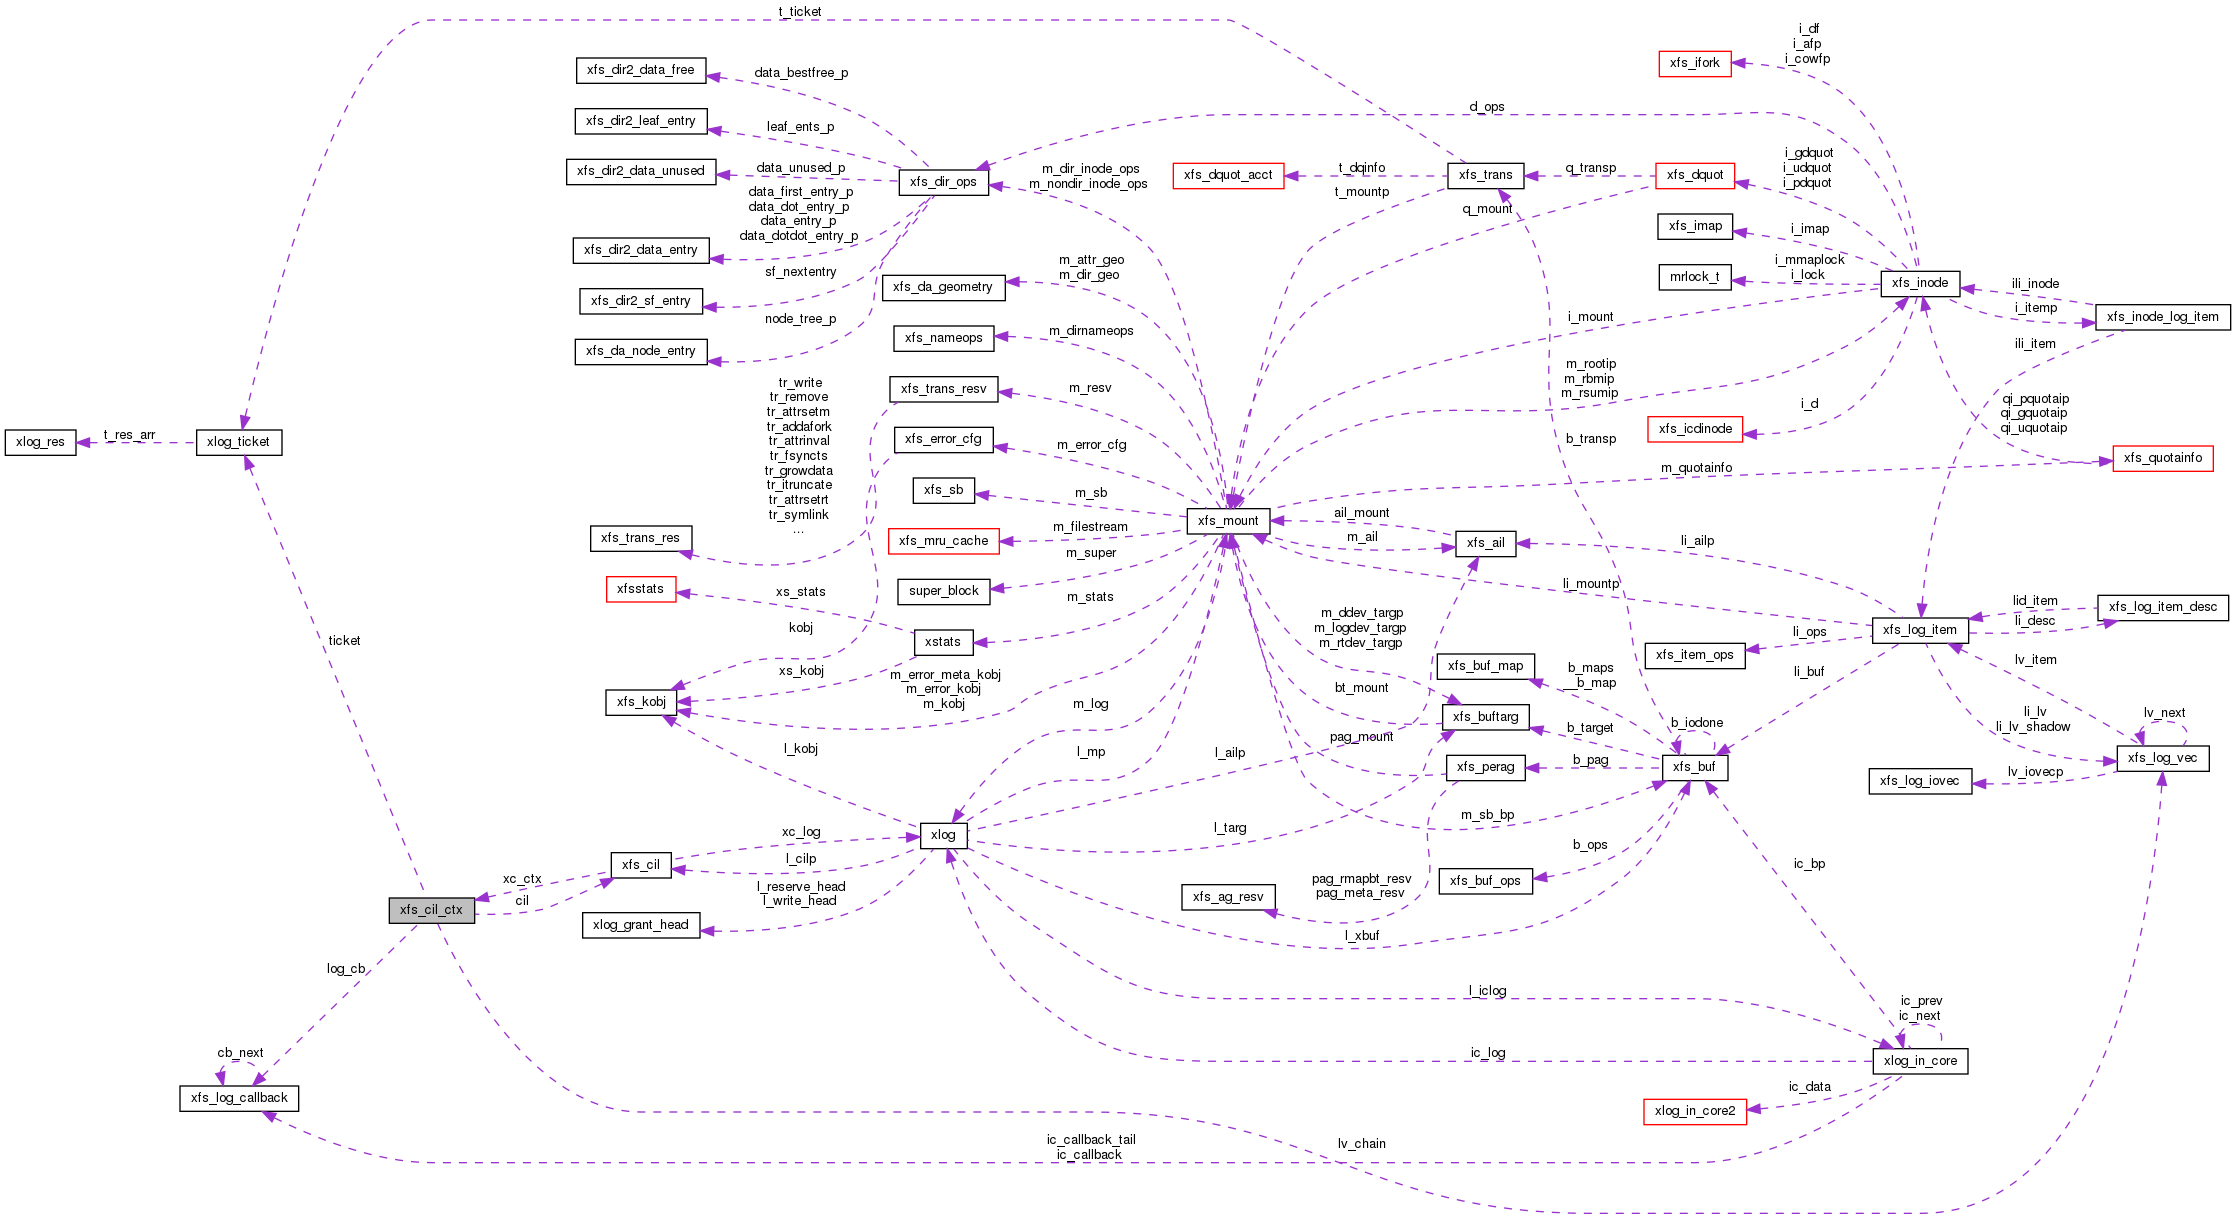 t_ticket
i_df
i_afp
i_cowfp
xfs_ifork
xfs_dir2_data_free
data_bestfree_p
d_ops
xfs_dir2_leaf_entry
leaf_ents_p
xfs_dir2_data_unused
data_unused_p
xfs_dir_ops
m_dir_inode_ops
m_nondir_inode_ops
xfs_dquot_acct
t_dqinfo
xfs_trans
q_transp
xfs_dquot
i_gdquot
i_udquot
i_pdquot
t_mountp
q_mount
data_first_entry_p
data_dot_entry_p
data_entry_p
data_dotdot_entry_p
xfs_dir2_data_entry
xfs_imap
i_imap
sf_nextentry
xfs_dir2_sf_entry
m_attr_geo
m_dir_geo
xfs_da_geometry
mrlock_t
i_mmaplock
i_lock
xfs_inode
ili_inode
i_itemp
xfs_inode_log_item
node_tree_p
xfs_da_node_entry
xfs_nameops
m_dirnameops
i_mount
ili_item
m_rootip
m_rbmip
m_rsumip
xfs_trans_resv
m_resv
tr_write
tr_remove
tr_attrsetm
tr_addafork
tr_attrinval
tr_fsyncts
tr_growdata
tr_itruncate
tr_attrsetrt
tr_symlink
...
i_d
xfs_icdinode
qi_pquotaip
qi_gquotaip
qi_uquotaip
xlog_res
t_res_arr
xlog_ticket
xfs_error_cfg
m_error_cfg
b_transp
m_quotainfo
xfs_quotainfo
xfs_sb
m_sb
xfs_mount
xfs_trans_res
xfs_mru_cache
m_filestream
ail_mount
m_ail
xfs_ail
li_ailp
m_super
super_block
li_mountp
xfsstats
xs_stats
m_stats
xfs_log_item_desc
lid_item
li_desc
kobj
xstats
m_ddev_targp
m_logdev_targp
m_rtdev_targp
xfs_log_item
li_ops
xfs_item_ops
xs_kobj
xfs_buf_map
b_maps
__b_map
li_buf
lv_item
m_error_meta_kobj
m_error_kobj
m_kobj
xfs_kobj
m_log
bt_mount
xfs_buftarg
b_target
b_iodone
li_lv
li_lv_shadow
lv_next
l_kobj
l_mp
l_ailp
pag_mount
xfs_perag
b_pag
xfs_buf
xfs_log_iovec
lv_iovecp
xfs_log_vec
m_sb_bp
xc_log
xlog
l_targ
l_cilp
xfs_cil
xc_ctx
cil
ticket
b_ops
xfs_buf_ops
ic_bp
l_reserve_head
l_write_head
xfs_ag_resv
pag_rmapbt_resv
pag_meta_resv
xfs_cil_ctx
xlog_grant_head
l_xbuf
log_cb
l_iclog
ic_prev
ic_next
cb_next
ic_log
xlog_in_core
xfs_log_callback
ic_data
xlog_in_core2
ic_callback_tail
ic_callback
lv_chain